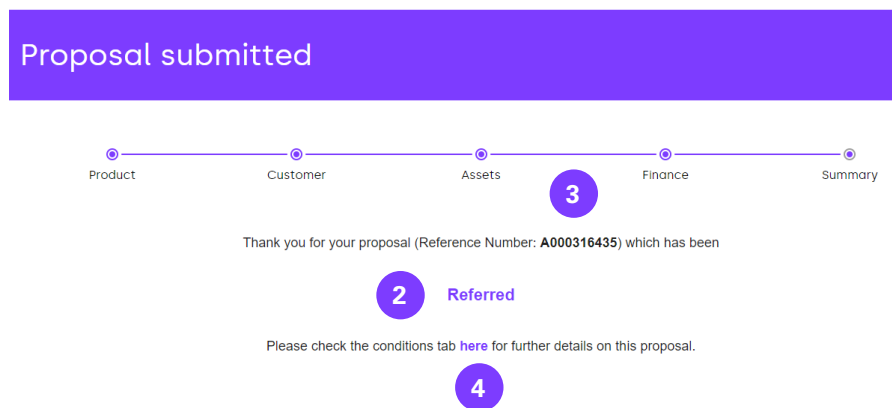 Proposal submitted
Product Customer Assets Finance Summary
3
Thank you for your proposal (Reference Number: A000316435) which has been
2 Referred
Please check the conditions tab here for further details on this proposal.
4